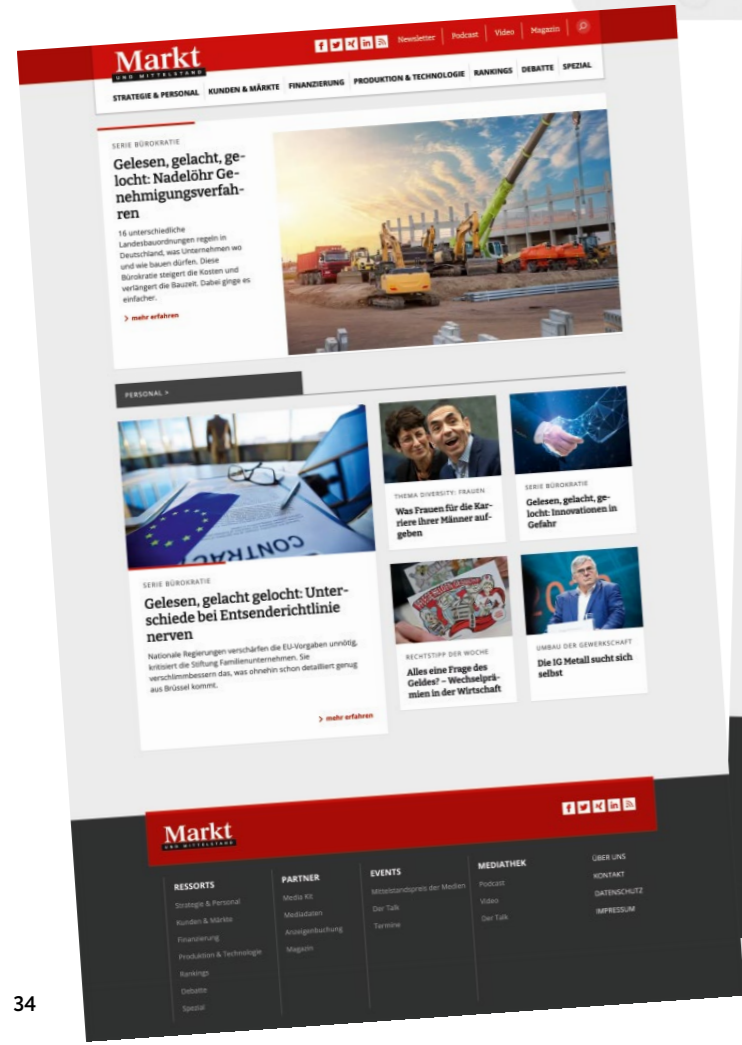 Markt
UND MITTELSTAND
Newsletter Podcast Video Magazin
STRATEGIE & PERSONAL KUNDEN & MÄRKTE FINANZIERUNG PRODUKTION & TECHNOLOGIE RANKINGS DEBATTE SPEZIAL
SERIE BÜROKRATIE
Gelesen, gelacht, ge-
locht: Nadelöhr Ge-
nehmigungsverfah-
ren
16 unterschiedliche
Landesbauordnungen regeln in
Deutschland, was Unternehmen wo
und wie bauen dürfen. Diese
Bürokratie steigert die Kosten und
verlängert die Bauzeit. Dabei ginge es
einfacher.
> mehr erfahren
PERSONAL >
CONTRAC
SERIE BÜROKRATIE
Gelesen, gelacht gelocht: Unter-
schiede bei Entsenderichtlinie
nerven
Nationale Regierungen verschärfen die EU-Vorgaben unnötig,
kritisiert die Stiftung Familienunternehmen. Sie
verschlimmbessern das, was ohnehin schon detailliert genug
aus Brüssel kommt.
> mehr erfahren
THEMA DIVERSITY: FRAUEN
Was Frauen für die Kar-
riere ihrer Männer auf-
geben
SERIE BÜROKRATIE
Gelesen, gelacht, ge-
locht: Innovationen in
Gefahr
RECHTSTIPP DER WOCHE
Alles eine Frage des
Geldes? – Wechselprä-
mien in der Wirtschaft
UMBAU DER GEWERKSCHAFT
Die IG Metall sucht sich
selbst
Markt
UND MITTELSTAND
RESSORTS
Strategie & Personal
Kunden & Märkte
Finanzierung
Produktion & Technologie
Rankings
Debatte
Spezial
PARTNER
Media Kit
Mediadaten
Anzeigenbuchung
Magazin
EVENTS
Mittelstandspreis der Medien
Der Talk
Termine
MEDIATHEK
Podcast
Video
Der Talk
ÜBER UNS
KONTAKT
DATENSCHUTZ
IMPRESSUM
34